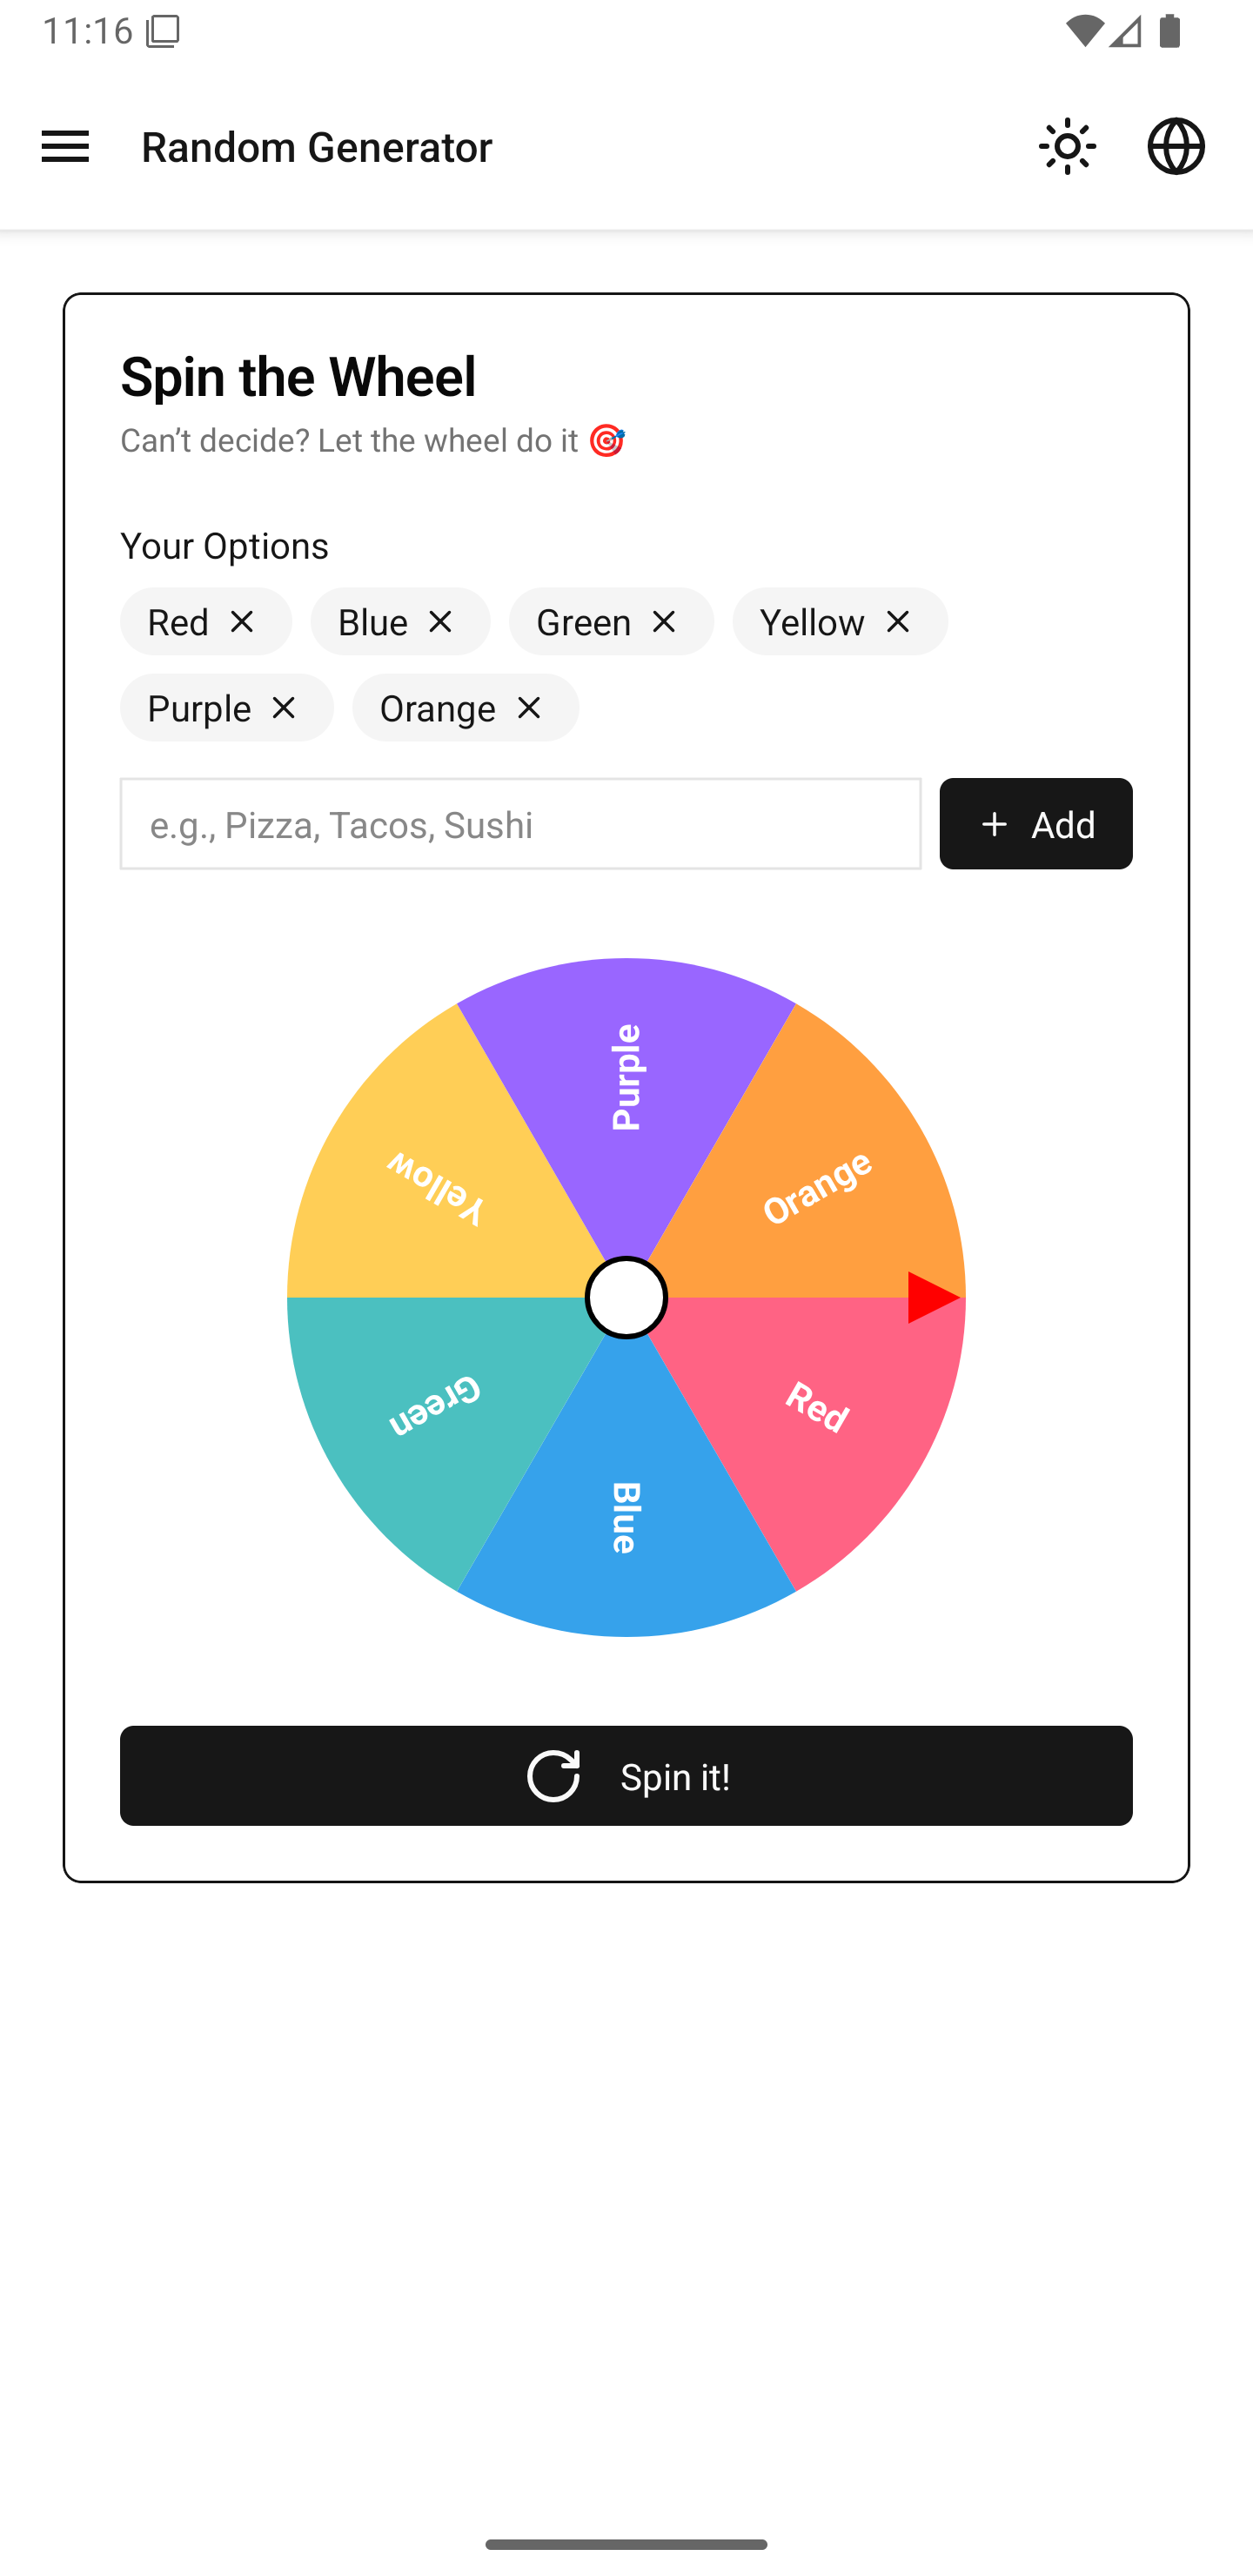 11:16
Random Generator
Spin the Wheel
Can’t decide? Let the wheel do it 🎯
Your Options
Red Blue Green Yellow
Purple Orange
e.g., Pizza, Tacos, Sushi
Add
Purple
Orange
Yellow
Green
Red
Blue
Spin it!